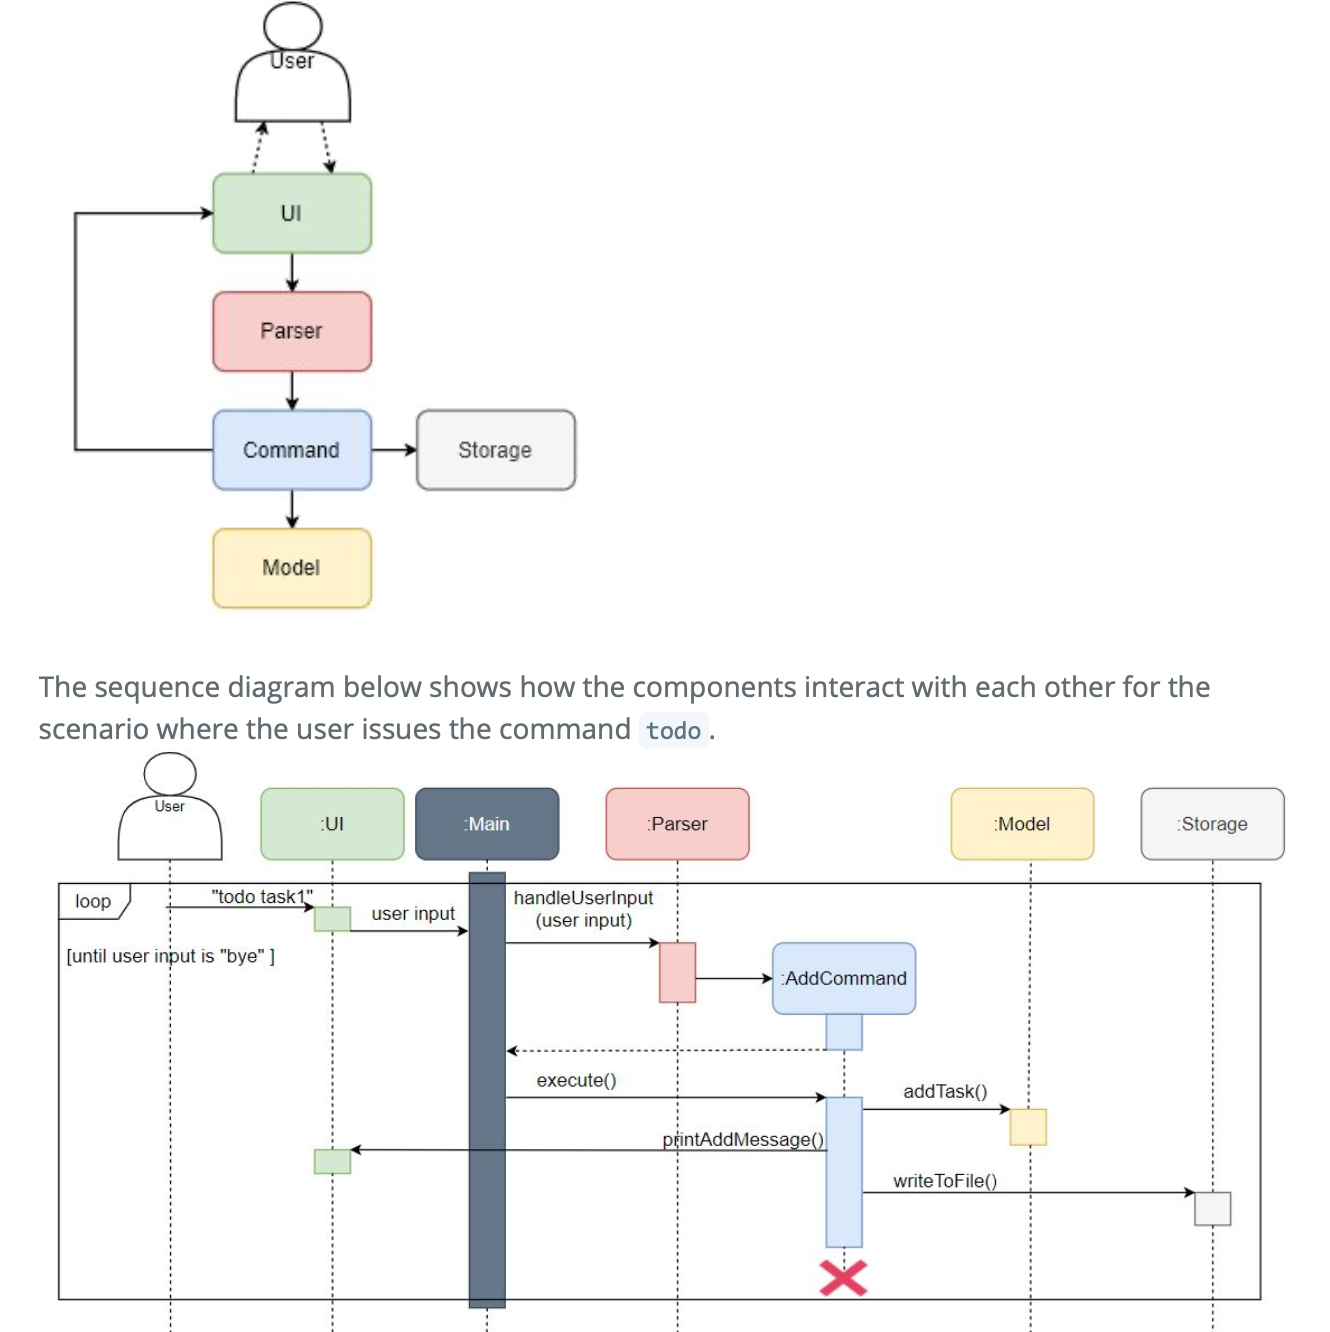 User
UI
Parser
Command
Storage
Model
The sequence diagram below shows how the components interact with each other for the
scenario where the user issues the command todo.
User
:UI
:Main
:Parser
:Model
:Storage
loop
"todo task1"
user input
handleUserInput
(user input)
[until user input is "bye" ]
:AddCommand
execute()
addTask()
printAddMessage()
writeToFile()